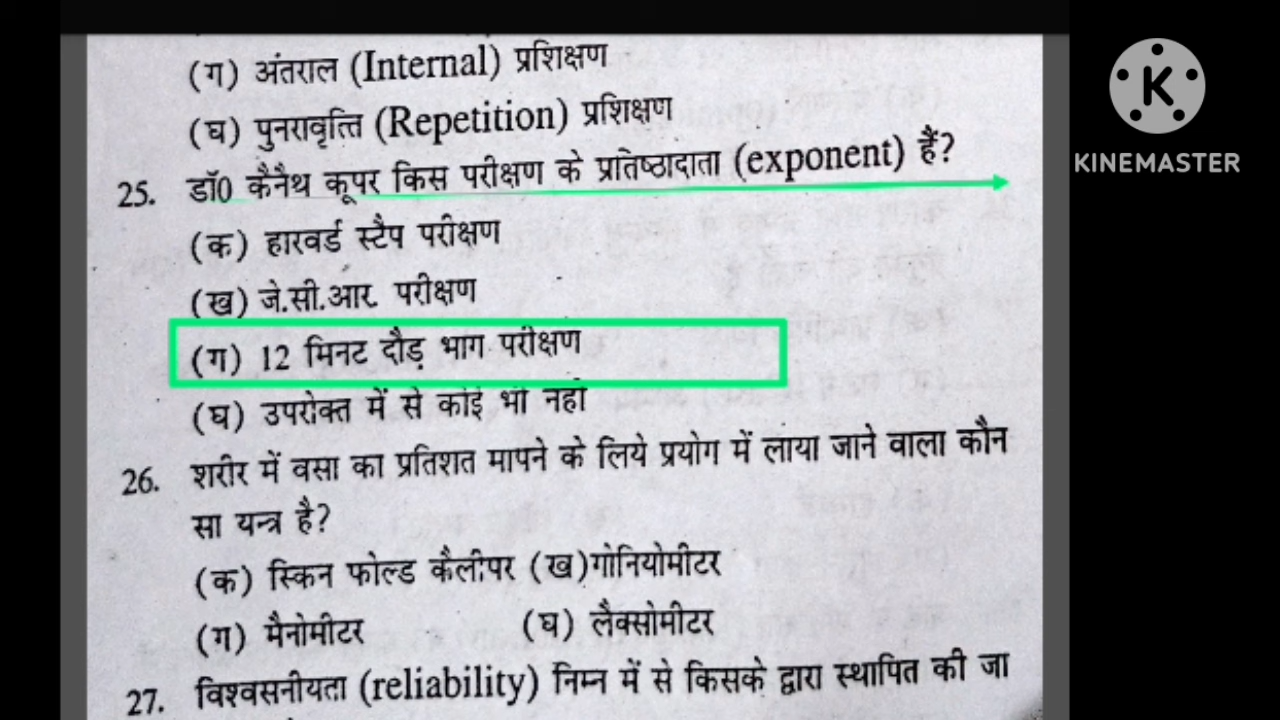 (ग) अंतराल (Internal) प्रशिक्षण
(घ) पुनरावृत्ति (Repetition) प्रशिक्षण
25. डॉ0 कैनैथ कूपर किस परीक्षण के प्रतिष्ठादाता (exponent) हैं?
(क) हारवर्ड स्टैप परीक्षण
(ख) जे.सी.आर. परीक्षण
(ग) 12 मिनट दौड़ भाग परीक्षण
(घ) उपरोक्त में से कोई भी नहीं
26. शरीर में वसा का प्रतिशत मापने के लिये प्रयोग में लाया जाने वाला कौन
सा यन्त्र है?
(क) स्किन फोल्ड कैलीपर (ख)गोनियोमीटर
(ग) मैनोमीटर (घ) लैक्सोमीटर
27. विश्वसनीयता (reliability) निम्न में से किसके द्वारा स्थापित की जा
K
KINEMASTER